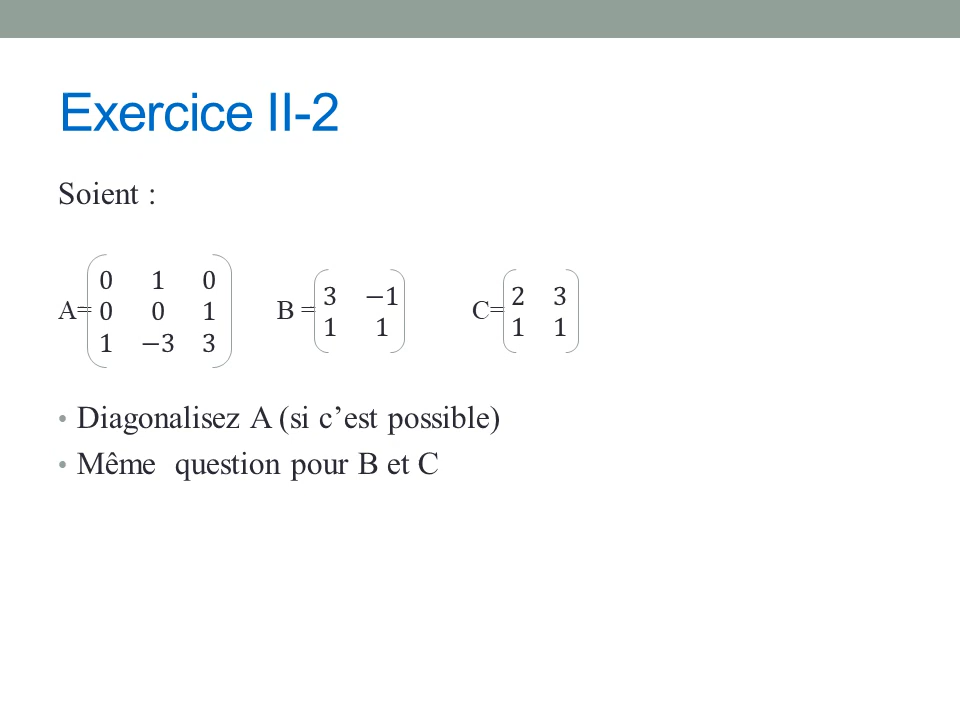 Exercice II-2
Soient :
A= 0 1 0 0 0 1 1 −3 3 B = 3 −1 1 1 C= 2 3 1 1
• Diagonalisez A (si c’est possible)
• Même question pour B et C